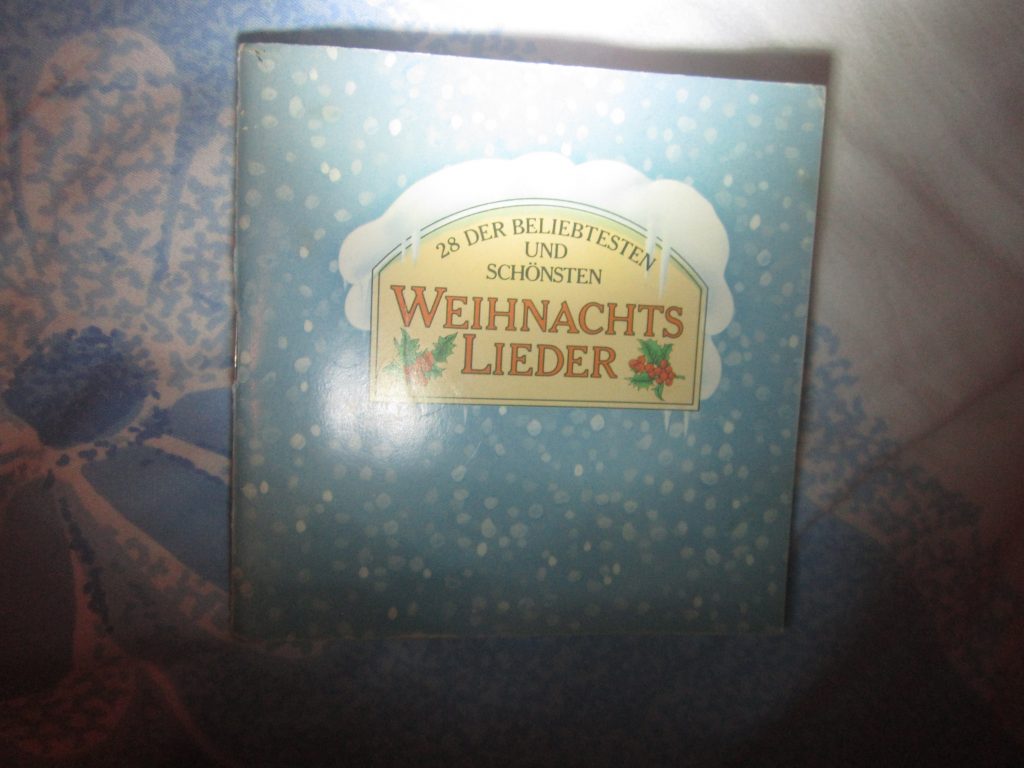 28 DER BELIEBTESTEN
UND
SCHÖNSTEN
WEIHNACHTS
LIEDER